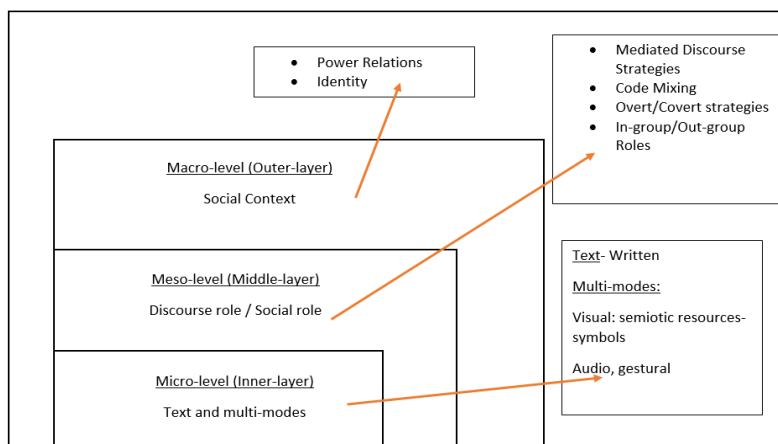 • Power Relations
• Identity
• Mediated Discourse
Strategies
• Code Mixing
• Overt/Covert strategies
• In-group/Out-group
Roles
Macro-level (Outer-layer)
Social Context
Meso-level (Middle-layer)
Discourse role / Social role
Micro-level (Inner-layer)
Text and multi-modes
Text- Written
Multi-modes:
Visual: semiotic resources-
symbols
Audio, gestural